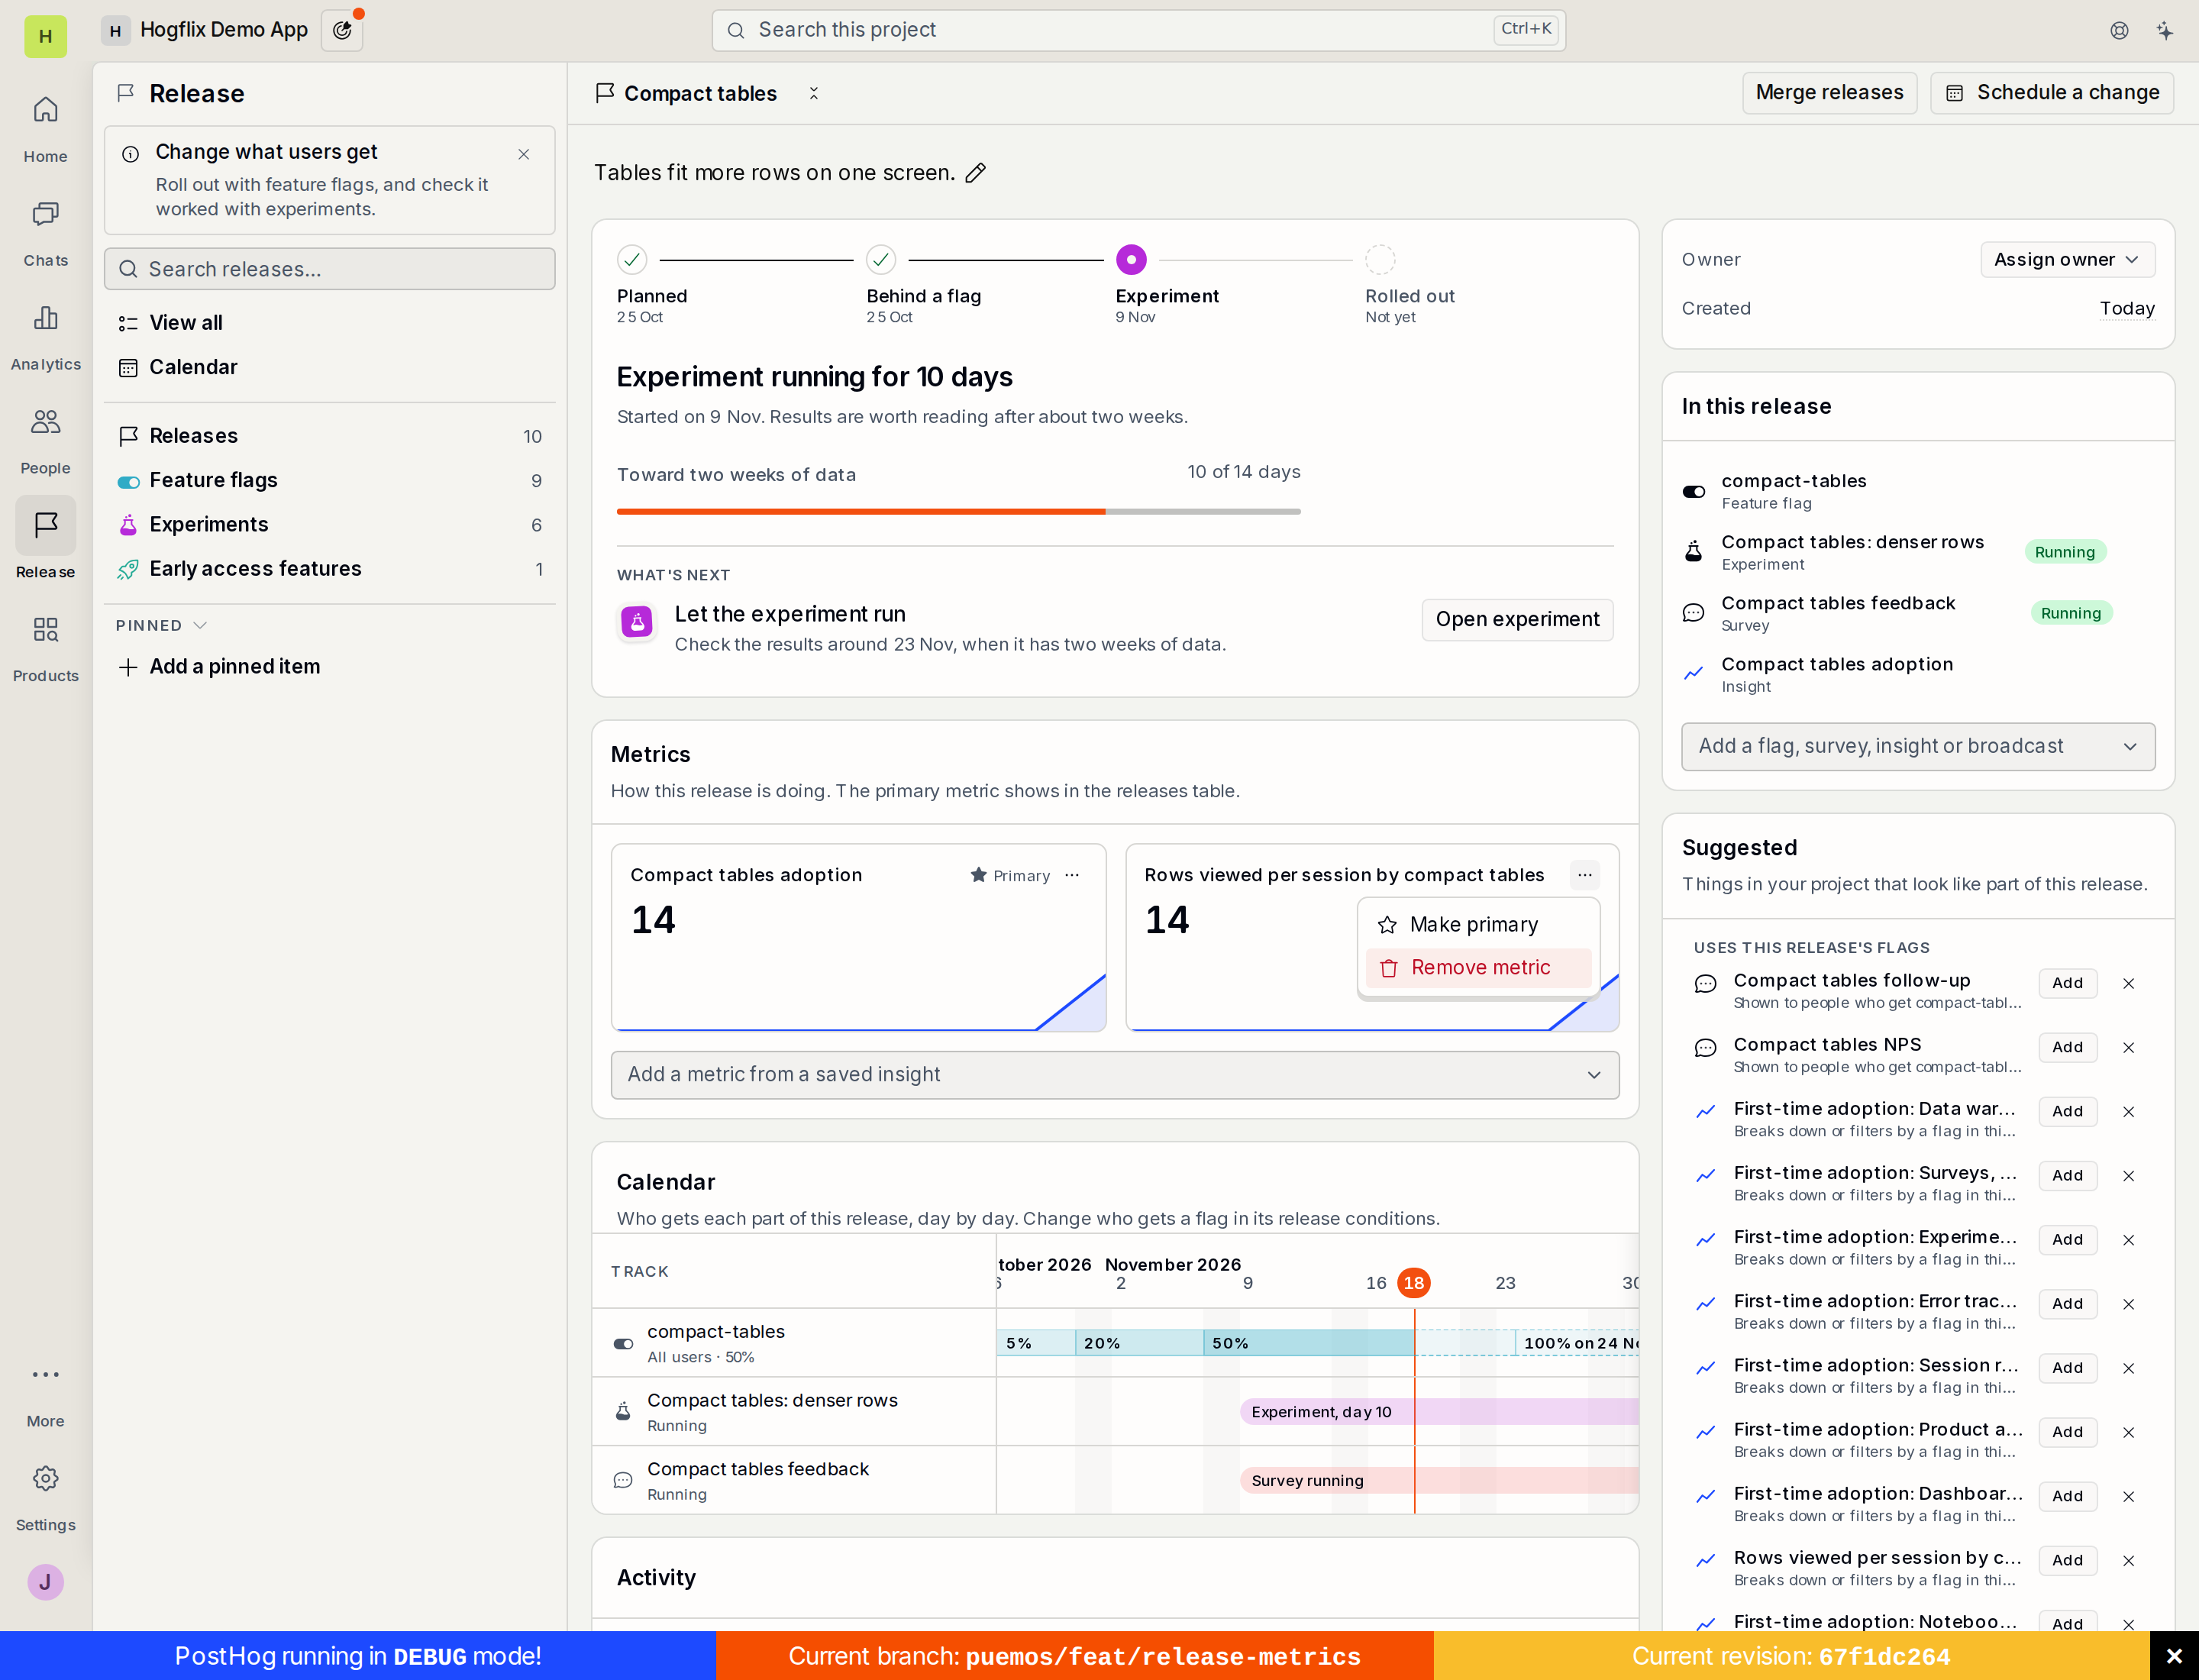 H
H Hogflix Demo App
Search this project
Ctrl+K
Home
Chats
Analytics
People
Release
Products
More
Settings
J
Release
Change what users get
Roll out with feature flags, and check it
worked with experiments.
Search releases...
View all
Calendar
Releases 10
Feature flags 9
Experiments 6
Early access features 1
PINNED
Add a pinned item
Compact tables
Merge releases
Schedule a change
Tables fit more rows on one screen.
Planned
25 Oct
Behind a flag
25 Oct
Experiment
9 Nov
Rolled out
Not yet
Experiment running for 10 days
Started on 9 Nov. Results are worth reading after about two weeks.
Toward two weeks of data 10 of 14 days
WHAT'S NEXT
Let the experiment run
Check the results around 23 Nov, when it has two weeks of data.
Open experiment
Metrics
How this release is doing. The primary metric shows in the releases table.
Compact tables adoption
Primary
14
Rows viewed per session by compact tables
14
Make primary
Remove metric
Add a metric from a saved insight
Calendar
Who gets each part of this release, day by day. Change who gets a flag in its release conditions.
TRACK
tober 2026 November 2026
6 2 9 16 18 23 30
compact-tables
All users · 50%
5% 20% 50% 100% on 24 No
Compact tables: denser rows
Running
Experiment, day 10
Compact tables feedback
Running
Survey running
Activity
Owner
Assign owner
Created
Today
In this release
compact-tables
Feature flag
Compact tables: denser rows
Experiment
Running
Compact tables feedback
Survey
Running
Compact tables adoption
Insight
Add a flag, survey, insight or broadcast
Suggested
Things in your project that look like part of this release.
USES THIS RELEASE'S FLAGS
Compact tables follow-up
Shown to people who get compact-tabl...
Add
Compact tables NPS
Shown to people who get compact-tabl...
Add
First-time adoption: Data war...
Breaks down or filters by a flag in thi...
Add
First-time adoption: Surveys, ...
Breaks down or filters by a flag in thi...
Add
First-time adoption: Experime...
Breaks down or filters by a flag in thi...
Add
First-time adoption: Error trac...
Breaks down or filters by a flag in thi...
Add
First-time adoption: Session r...
Breaks down or filters by a flag in thi...
Add
First-time adoption: Product a...
Breaks down or filters by a flag in thi...
Add
First-time adoption: Dashboar...
Breaks down or filters by a flag in thi...
Add
Rows viewed per session by c...
Breaks down or filters by a flag in thi...
Add
First-time adoption: Noteboo...
Add
PostHog running in DEBUG mode!
Current branch: puemos/feat/release-metrics
Current revision: 67f1dc264